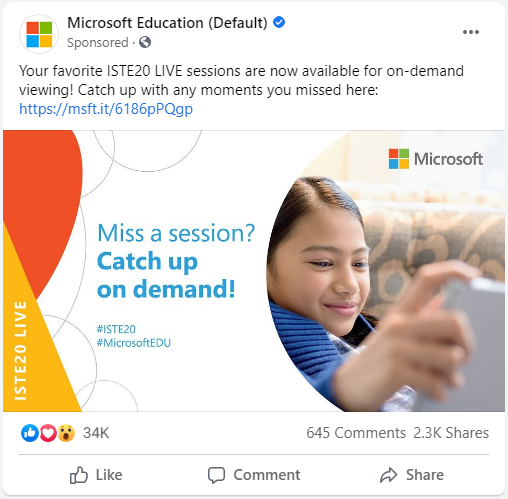 Microsoft Education (Default)
Sponsored ·
Your favorite ISTE20 LIVE sessions are now available for on-demand
viewing! Catch up with any moments you missed here:
https://msft.it/6186pPQgp
Microsoft
Miss a session?
Catch up
on demand!
#ISTE20
#MicrosoftEDU
ISTE20 LIVE
34K
645 Comments 2.3K Shares
Like Comment Share